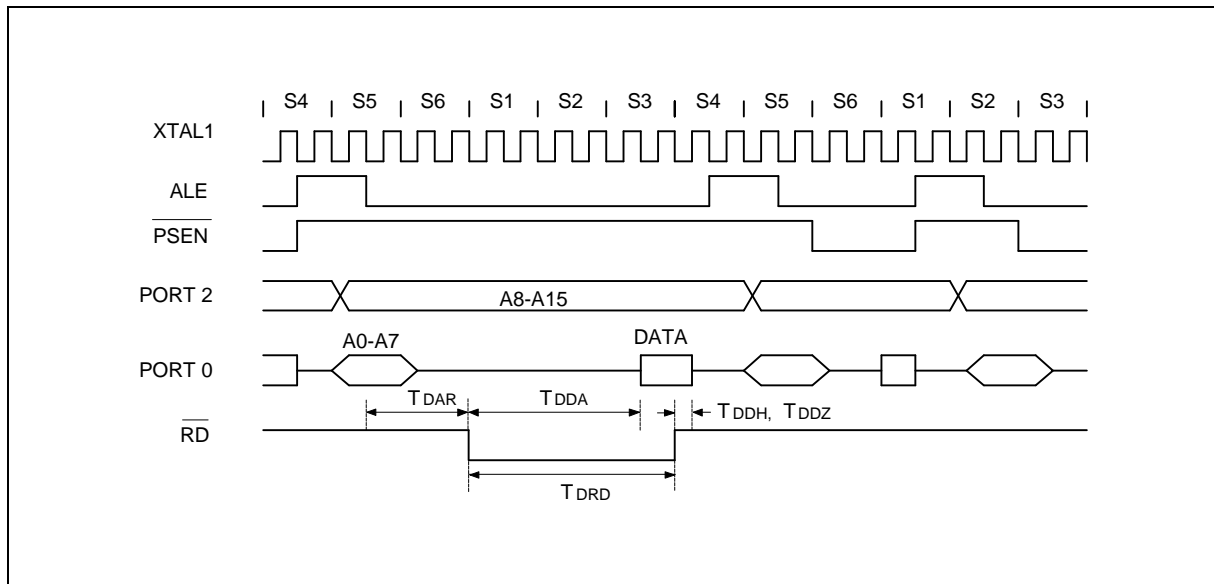 S4 S5 S6 S1 S2 S3 S4 S5 S6 S1 S2 S3
XTAL1
ALE
PSEN
PORT 2
A8-A15
A0-A7
DATA
PORT 0
TDAR
TDDA
TDDH, TDDZ
RD
TDRD